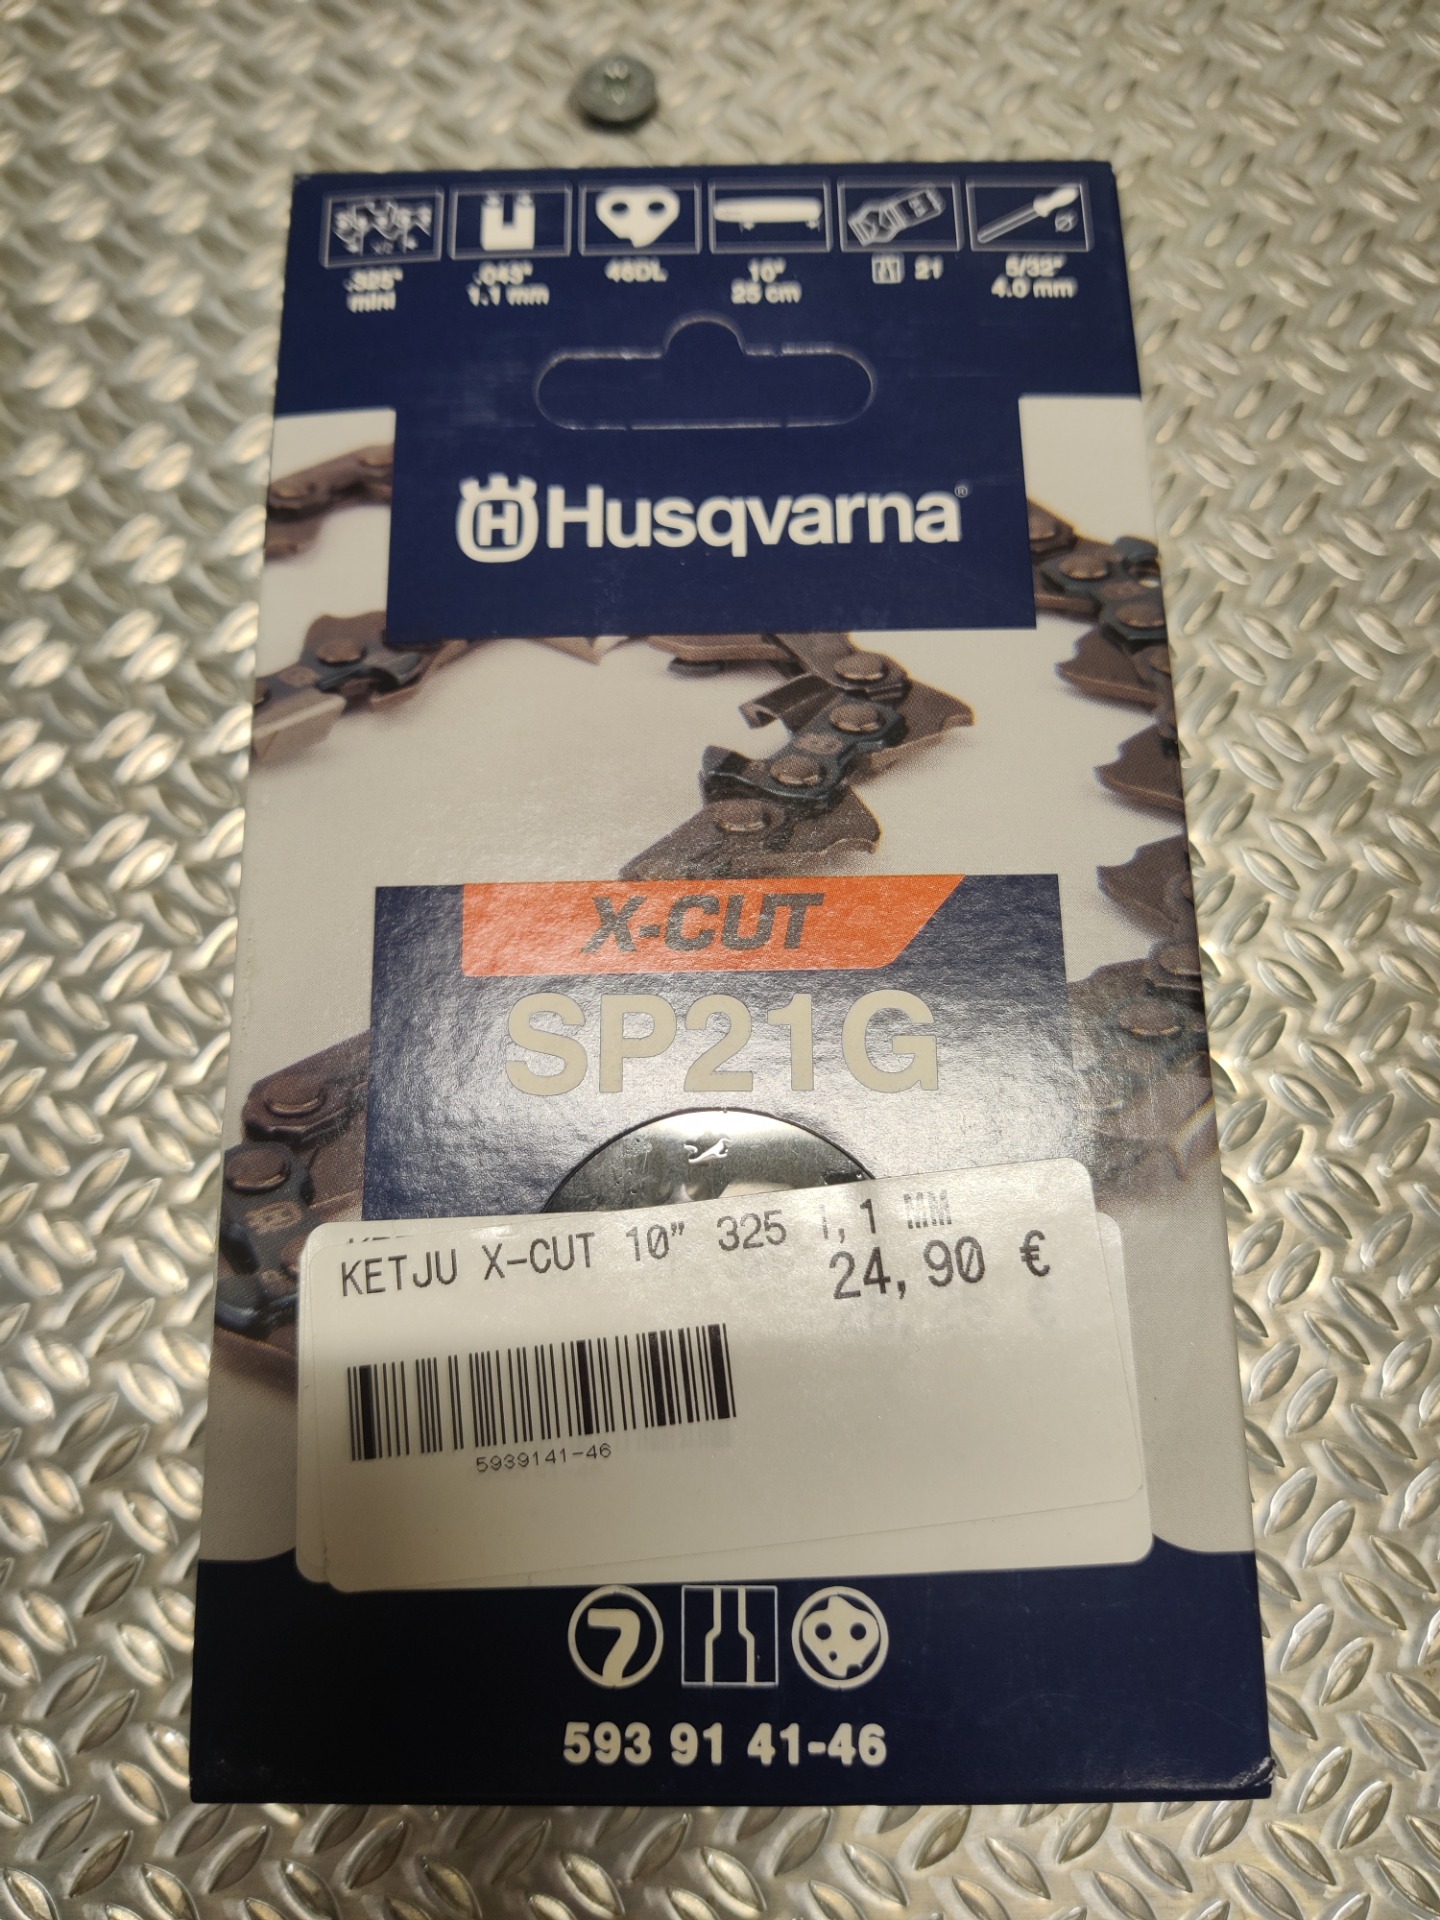 .325" .043" 46DL 10" 21 5/32"
mini 1.1 mm 25 cm 4.0 mm
H Husqvarna®
X-CUT
SP21G
KETJU X-CUT 10" 325 1,1 MM
24,90 €
5939141-46
593 91 41-46